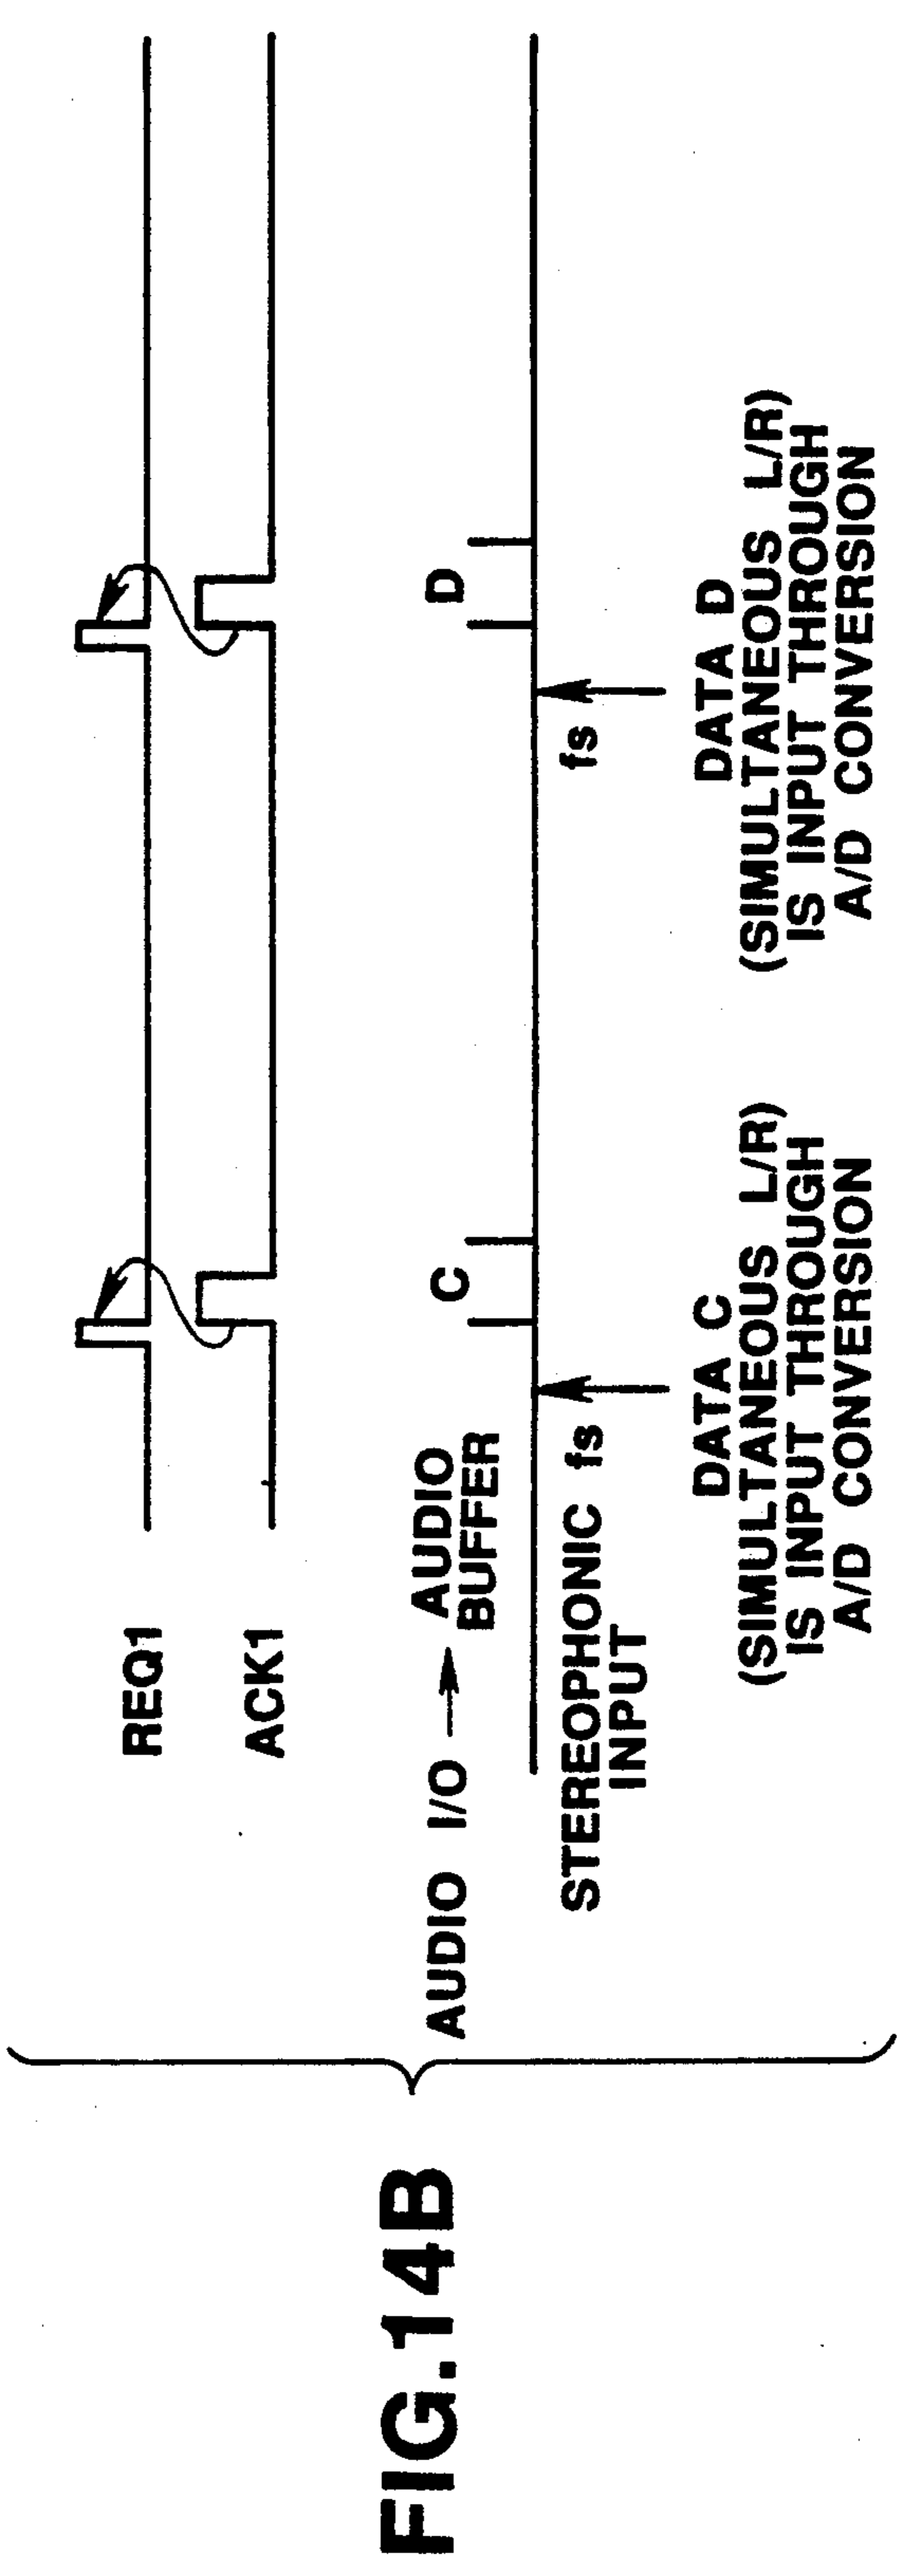 FIG.14B
REQ1
ACK1
AUDIO I/O → AUDIO
BUFFER
C
D
STEREOPHONIC
INPUT
fs
fs
DATA C
(SIMULTANEOUS L/R)
IS INPUT THROUGH
A/D CONVERSION
DATA D
(SIMULTANEOUS L/R)
IS INPUT THROUGH
A/D CONVERSION